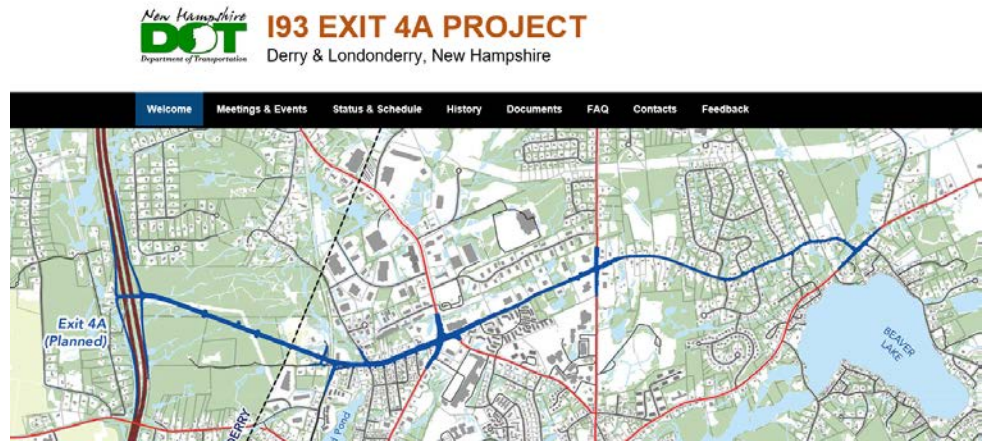 New Hampshire
DOT
Department of Transportation
I93 EXIT 4A PROJECT
Derry & Londonderry, New Hampshire
Welcome Meetings & Events Status & Schedule History Documents FAQ Contacts Feedback
Exit 4A
(Planned)
BEAVER
LAKE
Pond